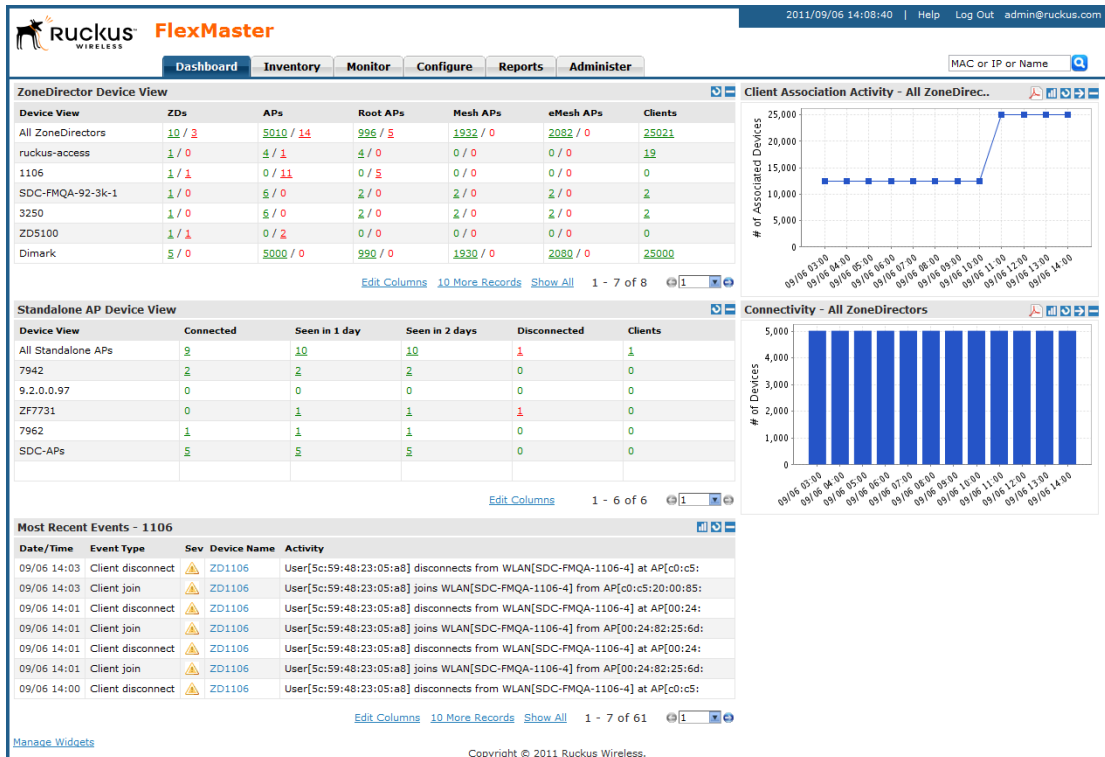 2011/09/06 14:08:40 | Help Log Out admin@ruckus.com
RUCKUS WIRELESS FlexMaster
Dashboard Inventory Monitor Configure Reports Administer
MAC or IP or Name
ZoneDirector Device View
Device View ZDs APs Root APs Mesh APs eMesh APs Clients
All ZoneDirectors 10 / 3 5010 / 14 996 / 5 1932 / 0 2082 / 0 25021
ruckus-access 1 / 0 4 / 1 4 / 0 0 / 0 0 / 0 19
1106 1 / 1 0 / 11 0 / 5 0 / 0 0 / 0 0
SDC-FMQA-92-3k-1 1 / 0 6 / 0 2 / 0 2 / 0 2 / 0 2
3250 1 / 0 6 / 0 2 / 0 2 / 0 2 / 0 2
ZD5100 1 / 1 0 / 2 0 / 0 0 / 0 0 / 0 0
Dimark 5 / 0 5000 / 0 990 / 0 1930 / 0 2080 / 0 25000
Edit Columns 10 More Records Show All 1 - 7 of 8 1
Standalone AP Device View
Device View Connected Seen in 1 day Seen in 2 days Disconnected Clients
All Standalone APs 9 10 10 1 1
7942 2 2 2 0 0
9.2.0.0.97 0 0 0 0 0
ZF7731 0 1 1 1 0
7962 1 1 1 0 0
SDC-APs 5 5 5 0 0
Edit Columns 1 - 6 of 6 1
Most Recent Events - 1106
Date/Time Event Type Sev Device Name Activity
09/06 14:03 Client disconnect ZD1106 User[5c:59:48:23:05:a8] disconnects from WLAN[SDC-FMQA-1106-4] at AP[c0:c5:
09/06 14:03 Client join ZD1106 User[5c:59:48:23:05:a8] joins WLAN[SDC-FMQA-1106-4] from AP[c0:c5:20:00:85:
09/06 14:01 Client disconnect ZD1106 User[5c:59:48:23:05:a8] disconnects from WLAN[SDC-FMQA-1106-4] at AP[00:24:
09/06 14:01 Client join ZD1106 User[5c:59:48:23:05:a8] joins WLAN[SDC-FMQA-1106-4] from AP[00:24:82:25:6d:
09/06 14:01 Client disconnect ZD1106 User[5c:59:48:23:05:a8] disconnects from WLAN[SDC-FMQA-1106-4] at AP[00:24:
09/06 14:01 Client join ZD1106 User[5c:59:48:23:05:a8] joins WLAN[SDC-FMQA-1106-4] from AP[00:24:82:25:6d:
09/06 14:00 Client disconnect ZD1106 User[5c:59:48:23:05:a8] disconnects from WLAN[SDC-FMQA-1106-4] at AP[c0:c5:
Edit Columns 10 More Records Show All 1 - 7 of 61 1
Manage Widgets
Client Association Activity - All ZoneDirec..
# of Associated Devices
25,000
20,000
15,000
10,000
5,000
0
09/06 03:00 09/06 04:00 09/06 05:00 09/06 06:00 09/06 07:00 09/06 08:00 09/06 09:00 09/06 10:00 09/06 11:00 09/06 12:00 09/06 13:00 09/06 14:00
Connectivity - All ZoneDirectors
# of Devices
5,000
4,000
3,000
2,000
1,000
0
09/06 03:00 09/06 04:00 09/06 05:00 09/06 06:00 09/06 07:00 09/06 08:00 09/06 09:00 09/06 10:00 09/06 11:00 09/06 12:00 09/06 13:00 09/06 14:00
Copyright © 2011 Ruckus Wireless.